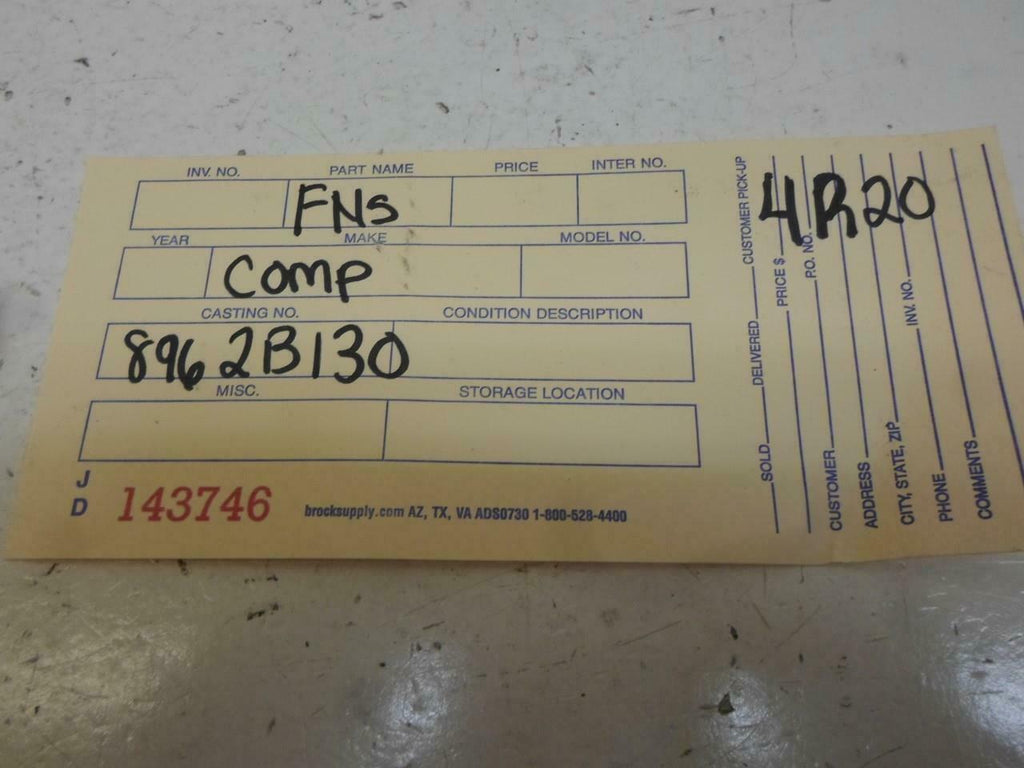 INV. NO. PART NAME PRICE INTER NO.
FNS
YEAR MAKE MODEL NO.
Comp
CASTING NO. CONDITION DESCRIPTION
8962B130
MISC. STORAGE LOCATION
J
D 143746 brocksupply.com AZ, TX, VA ADS0730 1-800-528-4400
4R20
SOLD DELIVERED CUSTOMER PICK-UP
PRICE $ P.O. NO.
CUSTOMER
ADDRESS
CITY, STATE, ZIP INV. NO.
PHONE
COMMENTS